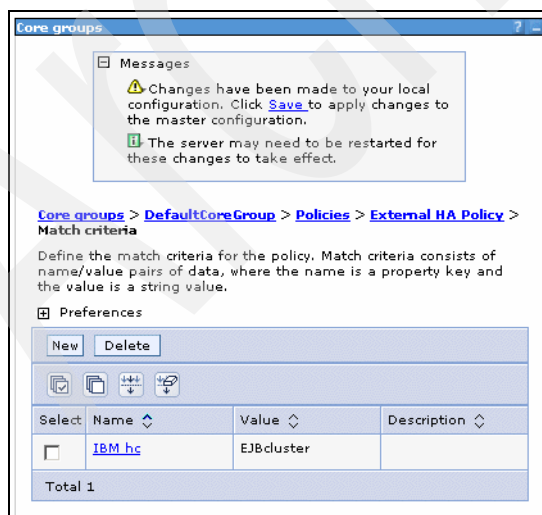 Core groups ? _
Messages
Changes have been made to your local
configuration. Click Save to apply changes to
the master configuration.
The server may need to be restarted for
these changes to take effect.
Core groups > DefaultCoreGroup > Policies > External HA Policy >
Match criteria
Define the match criteria for the policy. Match criteria consists of
name/value pairs of data, where the name is a property key and
the value is a string value.
Preferences
New Delete
Select Name Value Description
IBM hc EJBcluster
Total 1